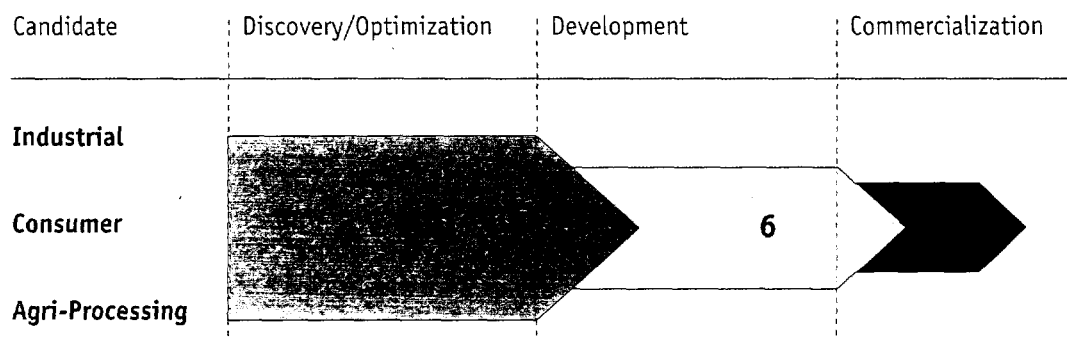 Candidate Discovery/Optimization Development Commercialization
Industrial
Consumer 6
Agri-Processing